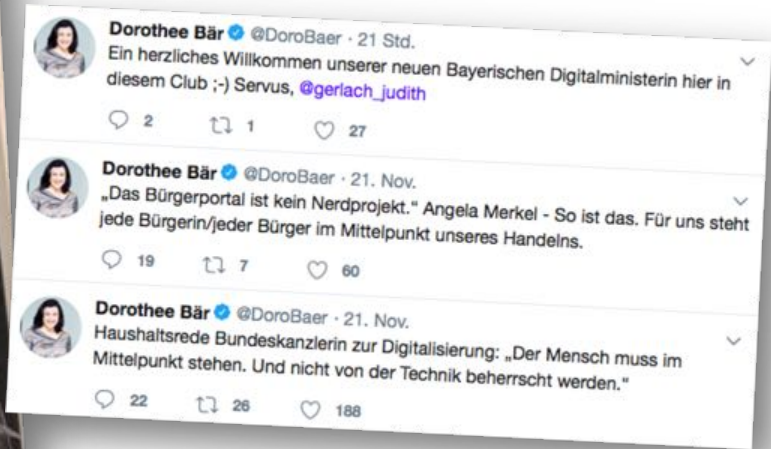 Dorothee Bär @DoroBaer · 21 Std.
Ein herzliches Willkommen unserer neuen Bayerischen Digitalministerin hier in
diesem Club ;-) Servus, @gerlach_judith
2 1 27
Dorothee Bär @DoroBaer · 21. Nov.
„Das Bürgerportal ist kein Nerdprojekt.“ Angela Merkel - So ist das. Für uns steht
jede Bürgerin/jeder Bürger im Mittelpunkt unseres Handelns.
19 7 60
Dorothee Bär @DoroBaer · 21. Nov.
Haushaltsrede Bundeskanzlerin zur Digitalisierung: „Der Mensch muss im
Mittelpunkt stehen. Und nicht von der Technik beherrscht werden.“
22 26 188